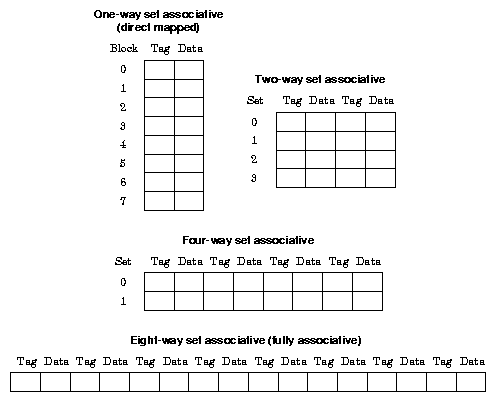 One-way set associative
(direct mapped)
Block Tag Data
0
1
2
3
4
5
6
7
Two-way set associative
Set Tag Data Tag Data
0
1
2
3
Four-way set associative
Set Tag Data Tag Data Tag Data Tag Data
0
1
Eight-way set associative (fully associative)
Tag Data Tag Data Tag Data Tag Data Tag Data Tag Data Tag Data Tag Data